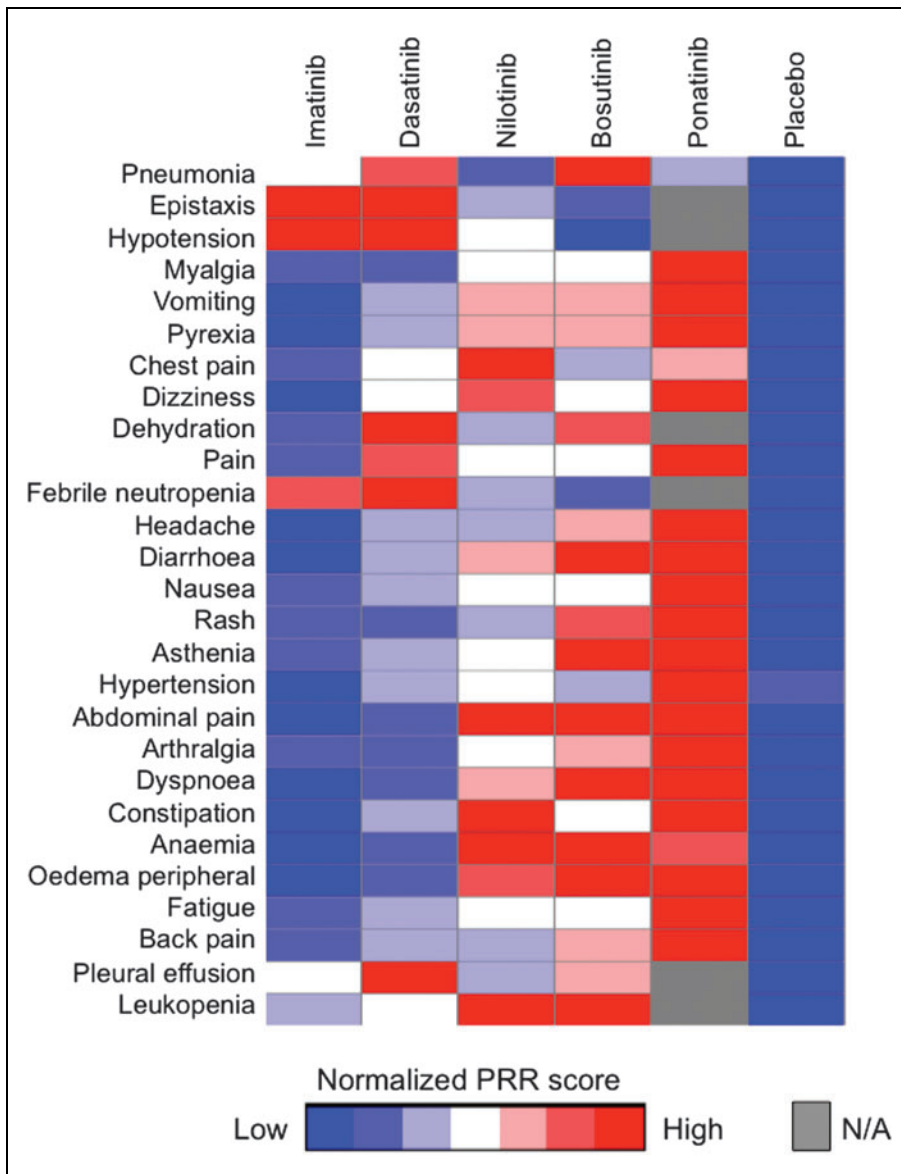 Imatinib
Dasatinib
Nilotinib
Bosutinib
Ponatinib
Placebo
Pneumonia
Epistaxis
Hypotension
Myalgia
Vomiting
Pyrexia
Chest pain
Dizziness
Dehydration
Pain
Febrile neutropenia
Headache
Diarrhoea
Nausea
Rash
Asthenia
Hypertension
Abdominal pain
Arthralgia
Dyspnoea
Constipation
Anaemia
Oedema peripheral
Fatigue
Back pain
Pleural effusion
Leukopenia
Normalized PRR score
Low High N/A